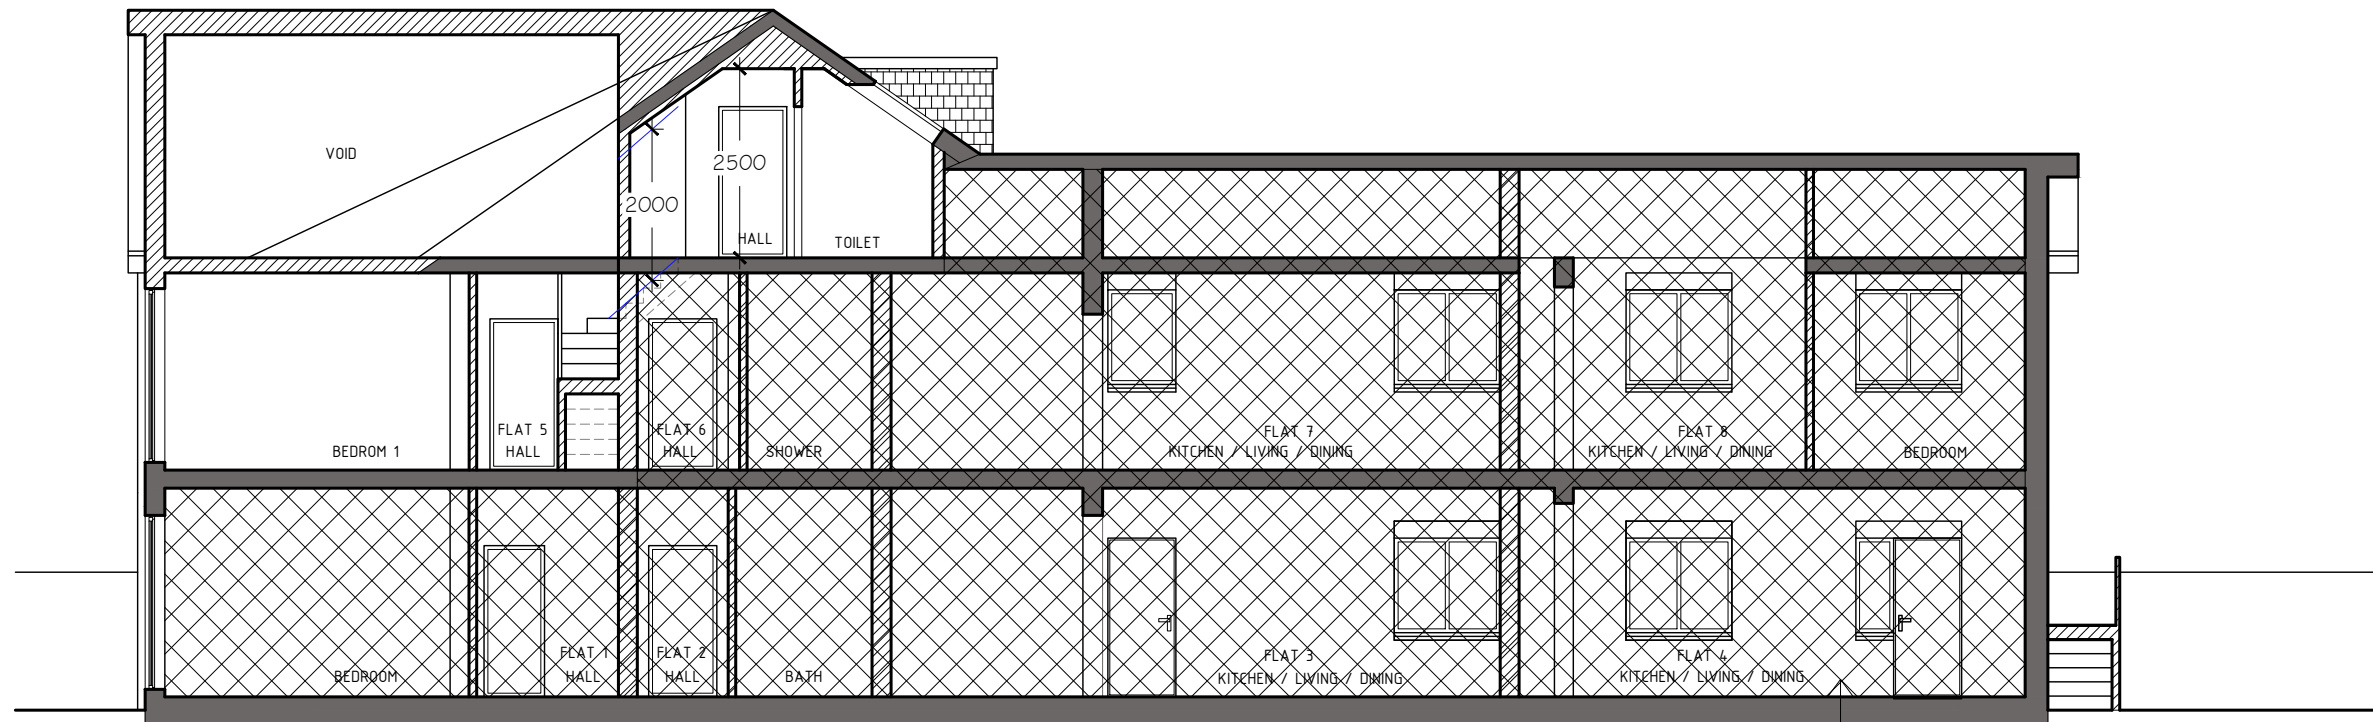 VOID
2500
2000
HALL
TOILET
BEDROM 1
FLAT 5
HALL
FLAT 6
HALL
SHOWER
FLAT 7
KITCHEN / LIVING / DINING
FLAT 8
KITCHEN / LIVING / DINING
BEDROOM
BEDROOM
FLAT 1
HALL
FLAT 2
HALL
BATH
FLAT 3
KITCHEN / LIVING / DINING
FLAT 4
KITCHEN / LIVING / DINING